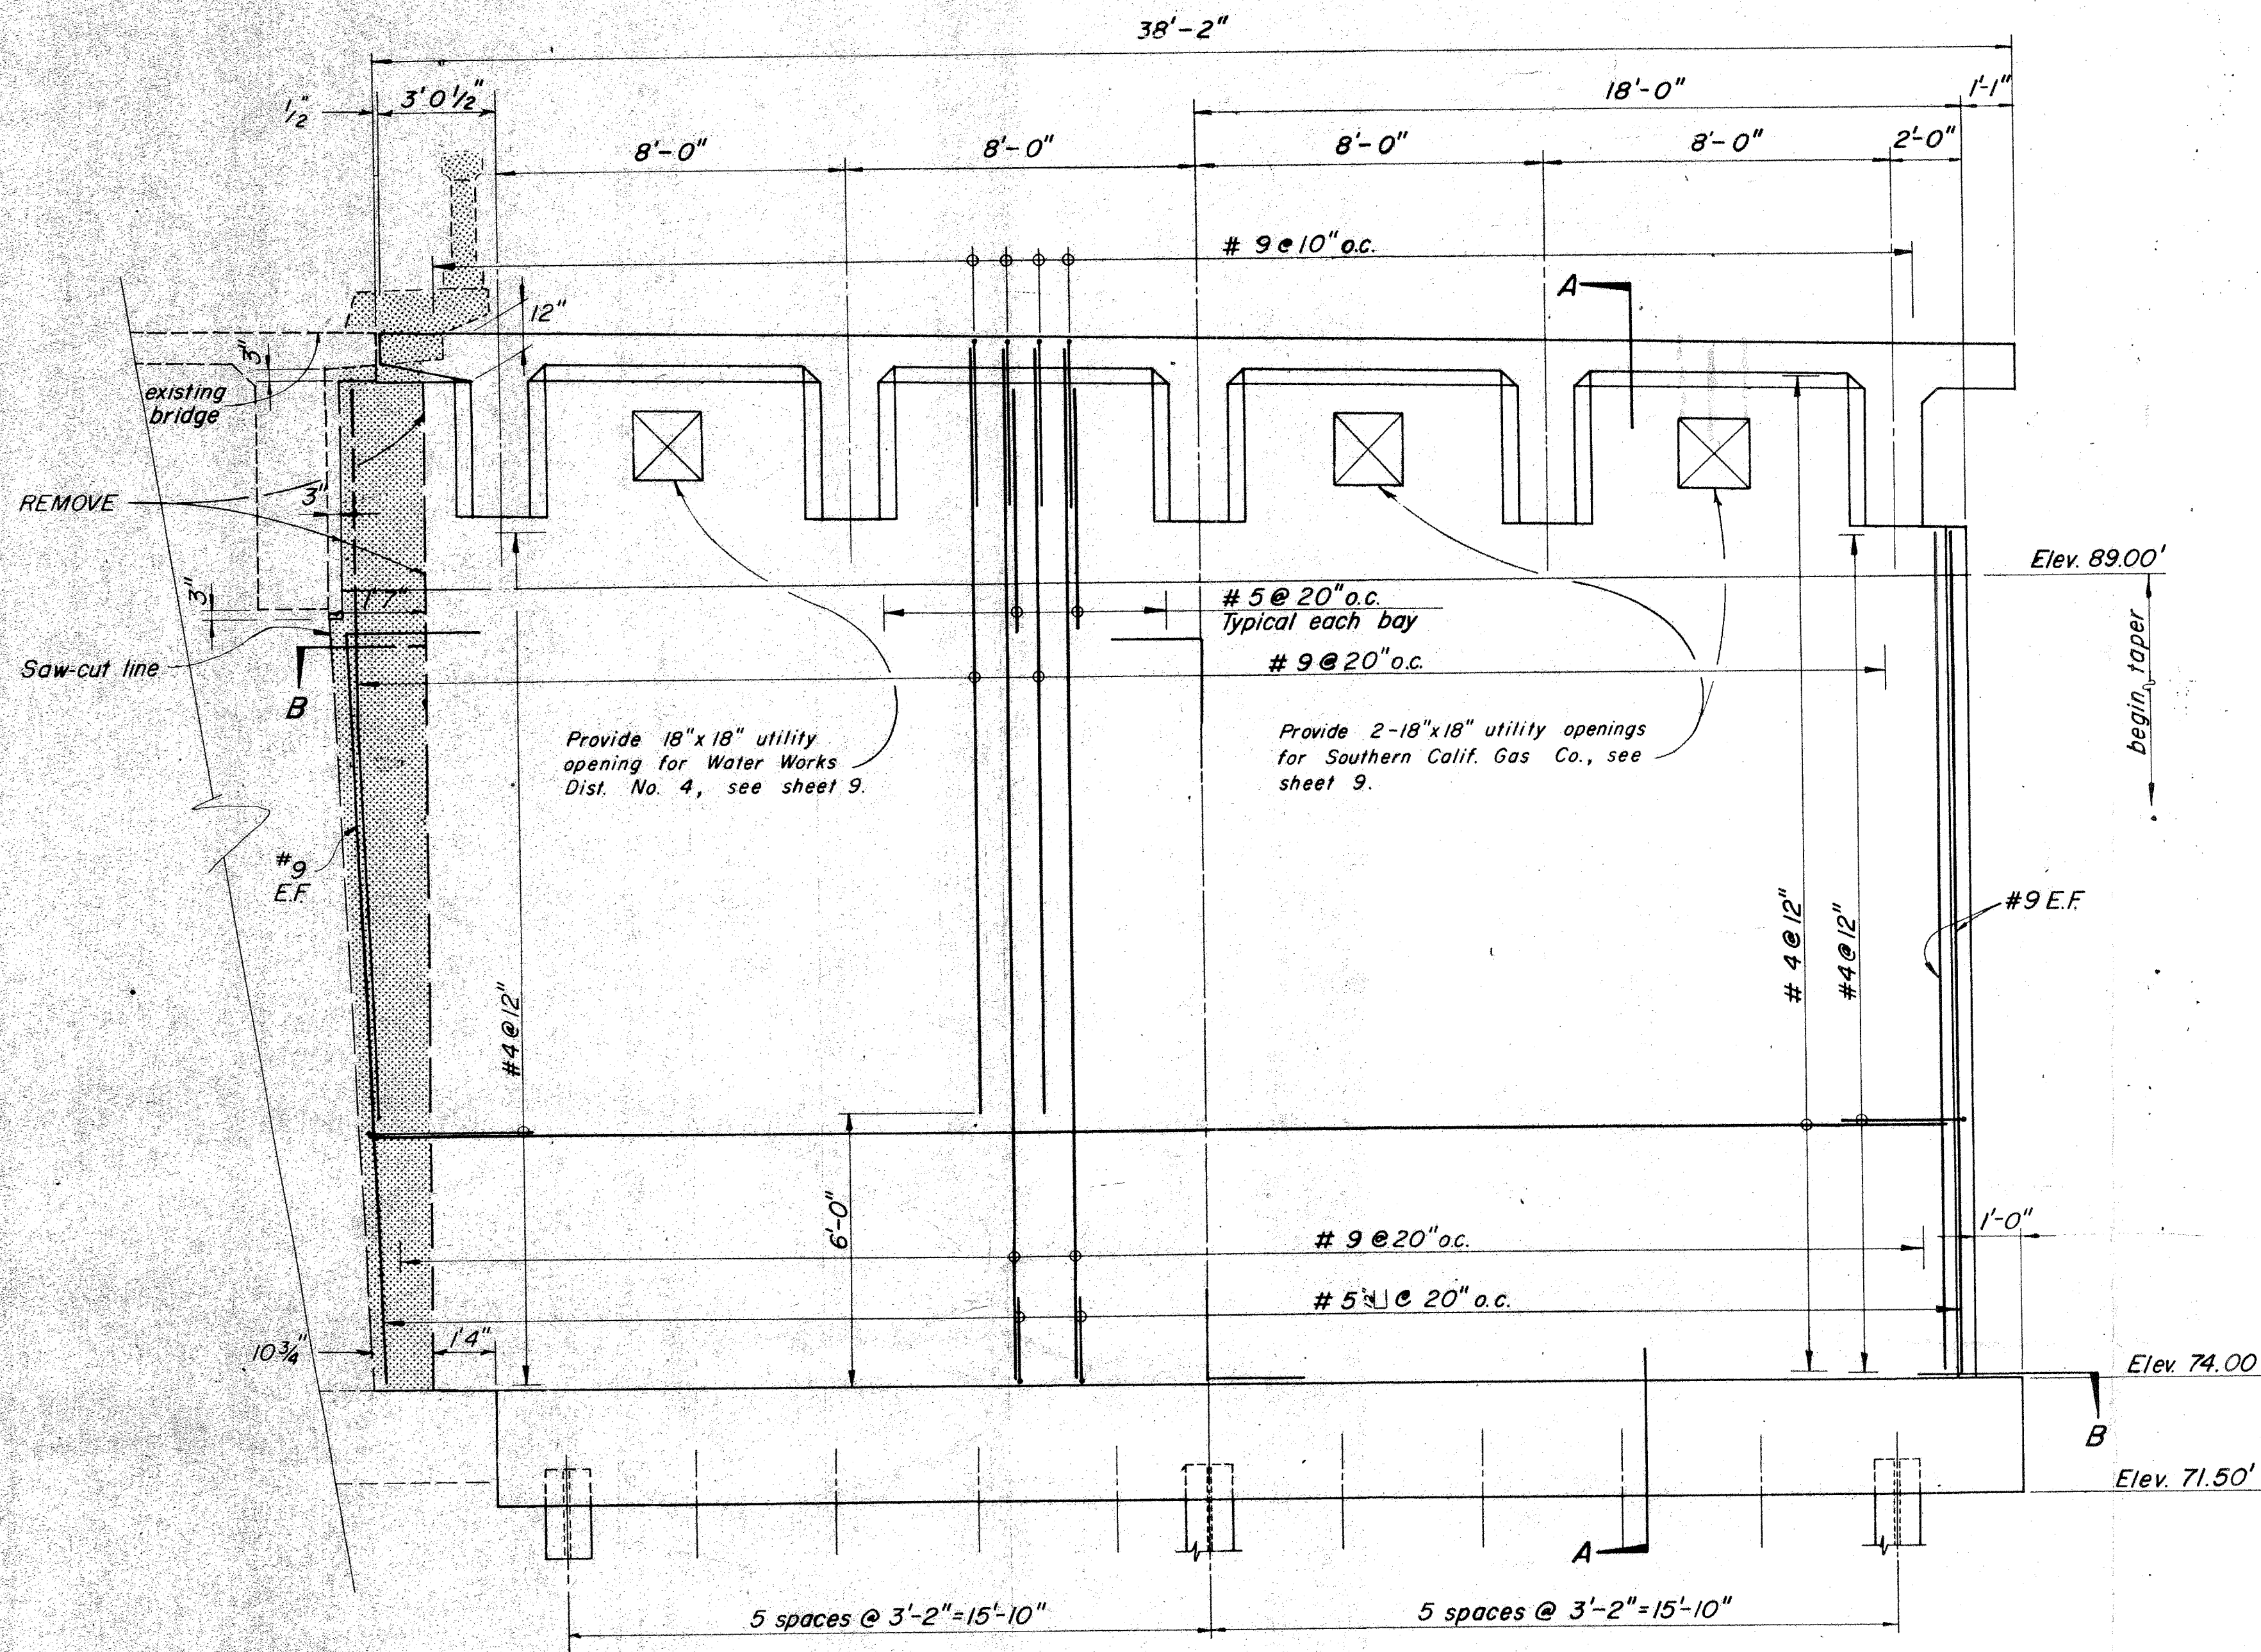 38'-2"
1/2"
3'0 1/2"
18'-0"
1'-1"
8'-0"
8'-0"
8'-0"
8'-0"
2'-0"
# 9 @ 10" o.c.
A
12"
3"
existing
bridge
REMOVE
3"
Elev. 89.00'
3"
1'7"
# 5 @ 20" o.c.
Typical each bay
# 9 @ 20" o.c.
Saw-cut line
B
begin taper
Provide 18"x 18" utility
opening for Water Works
Dist. No. 4, see sheet 9.
Provide 2-18"x18" utility openings
for Southern Calif. Gas Co., see
sheet 9.
#9
E.F.
#4@12"
# 4 @ 12"
#4@12"
#9 E.F.
6'-0"
# 9 @ 20" o.c.
1'-0"
# 5 @ 20" o.c.
10 3/4"
1'4"
Elev. 74.00
B
Elev. 71.50'
A
5 spaces @ 3'-2"=15'-10"
5 spaces @ 3'-2"=15'-10"